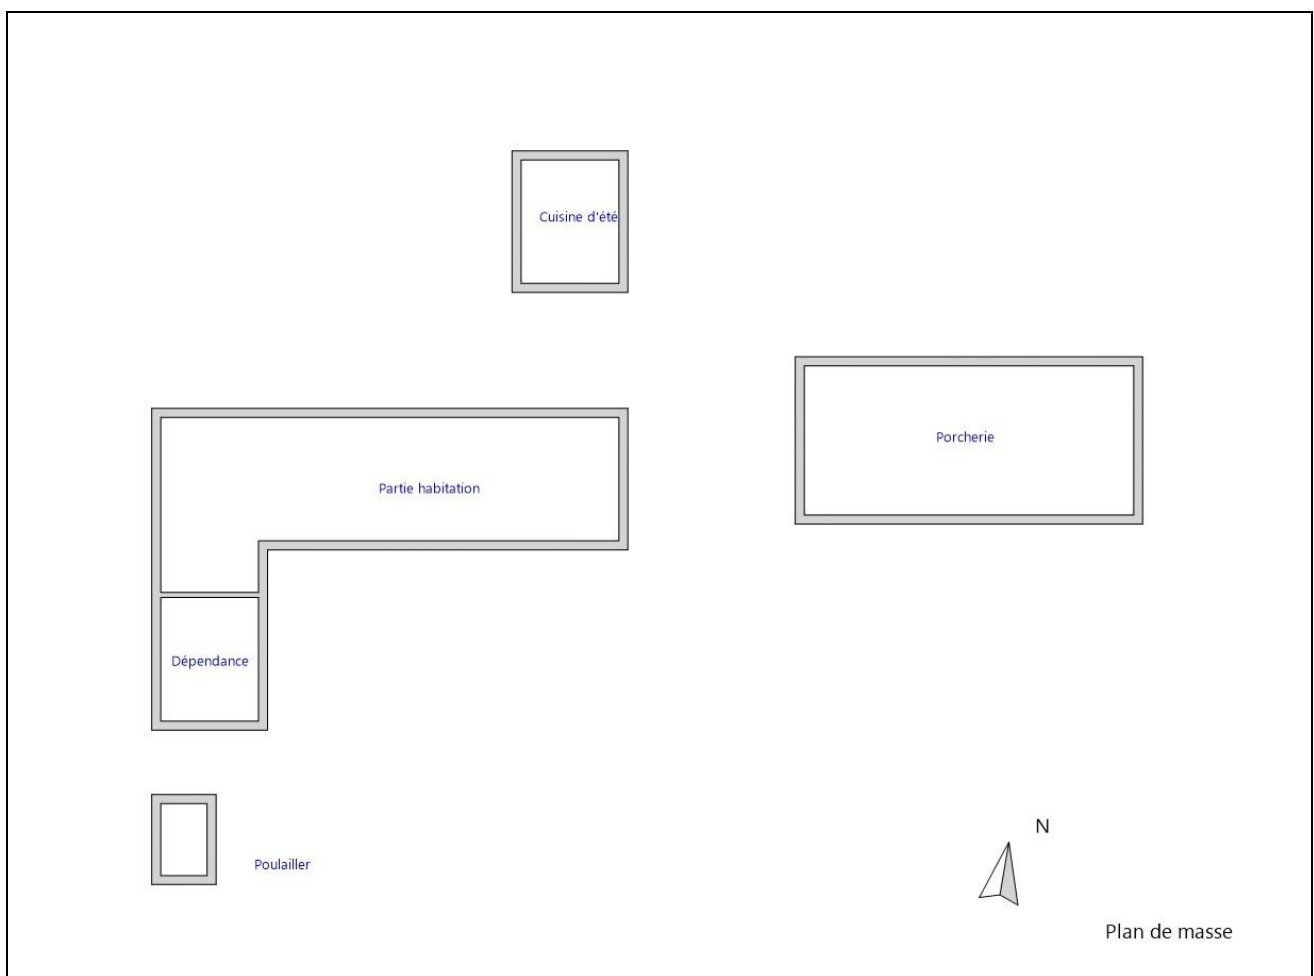 Cuisine d'été
Porcherie
Partie habitation
Dépendance
Poulailler
N
Plan de masse